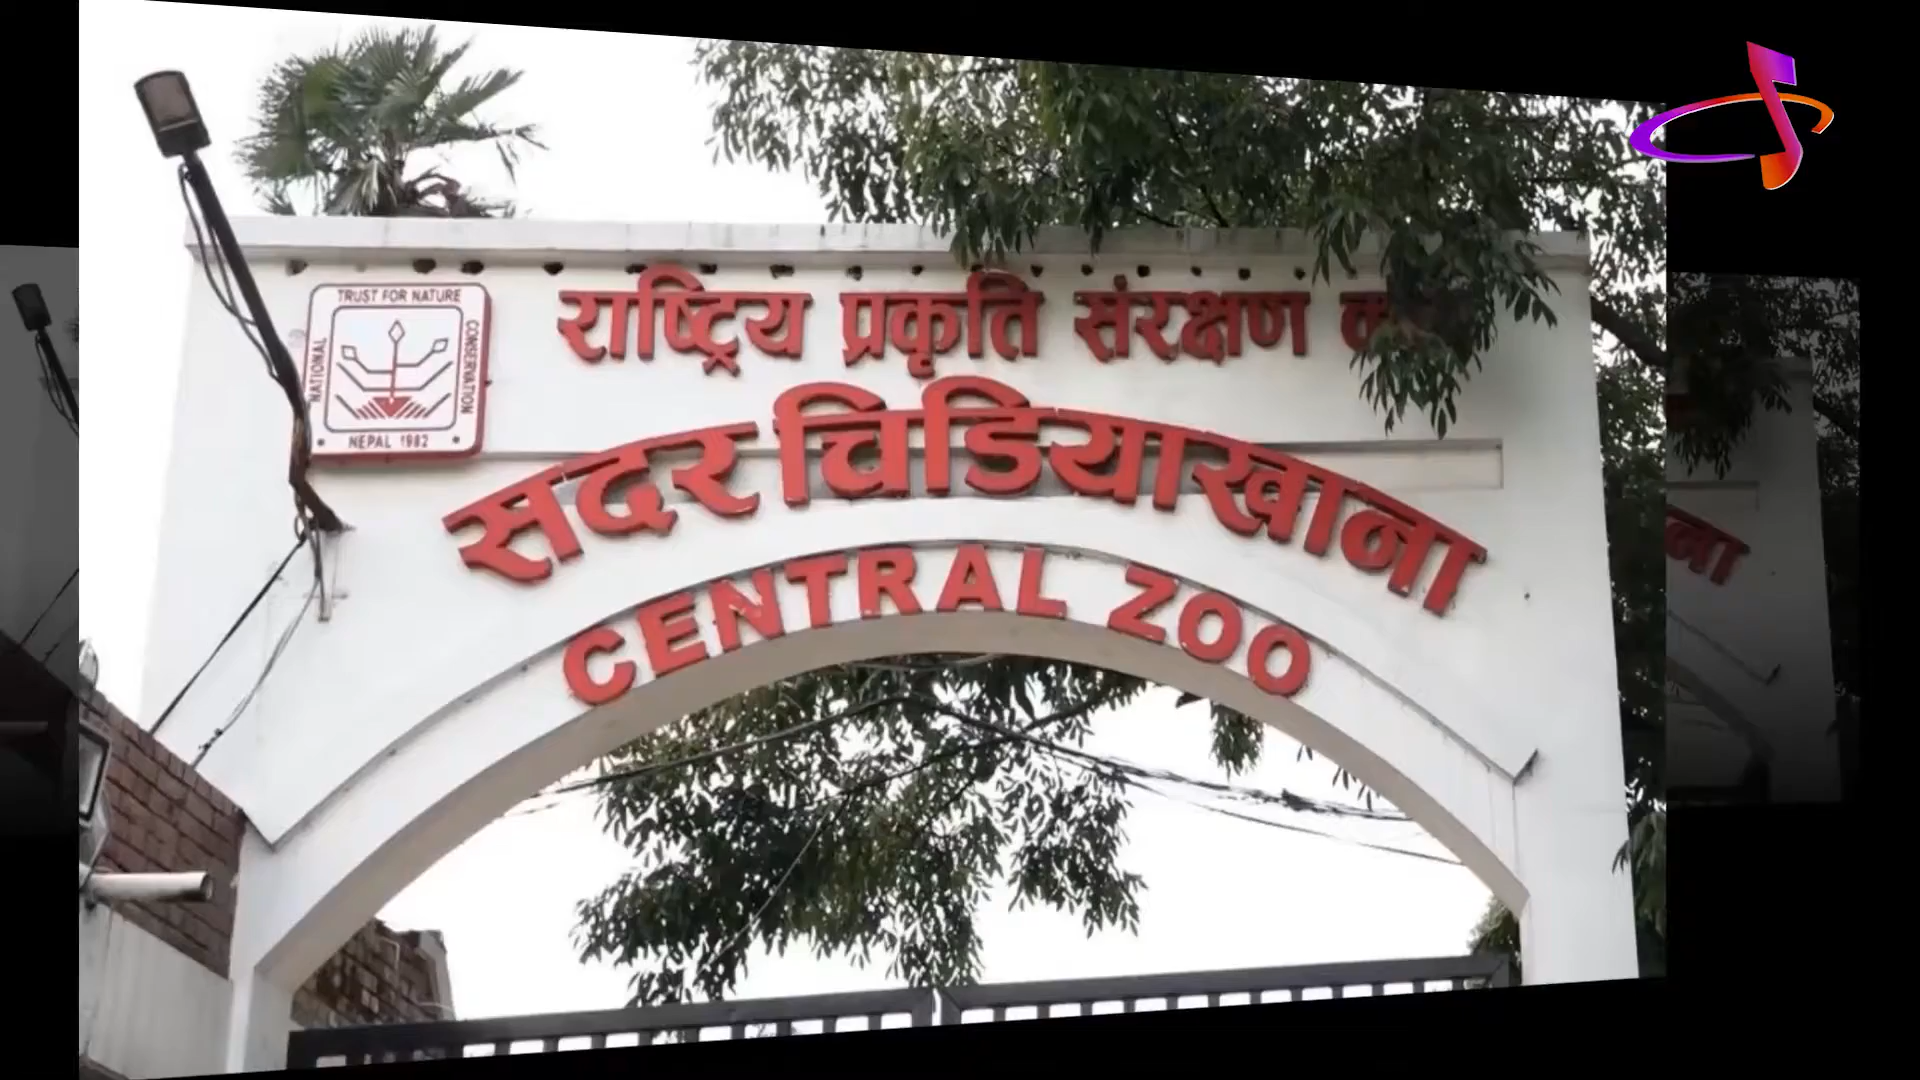 TRUST FOR NATURE
NATIONAL
CONSERVATION
NEPAL 1982
राष्ट्रिय प्रकृति संरक्षण
सदर चिडियाखाना
CENTRAL ZOO